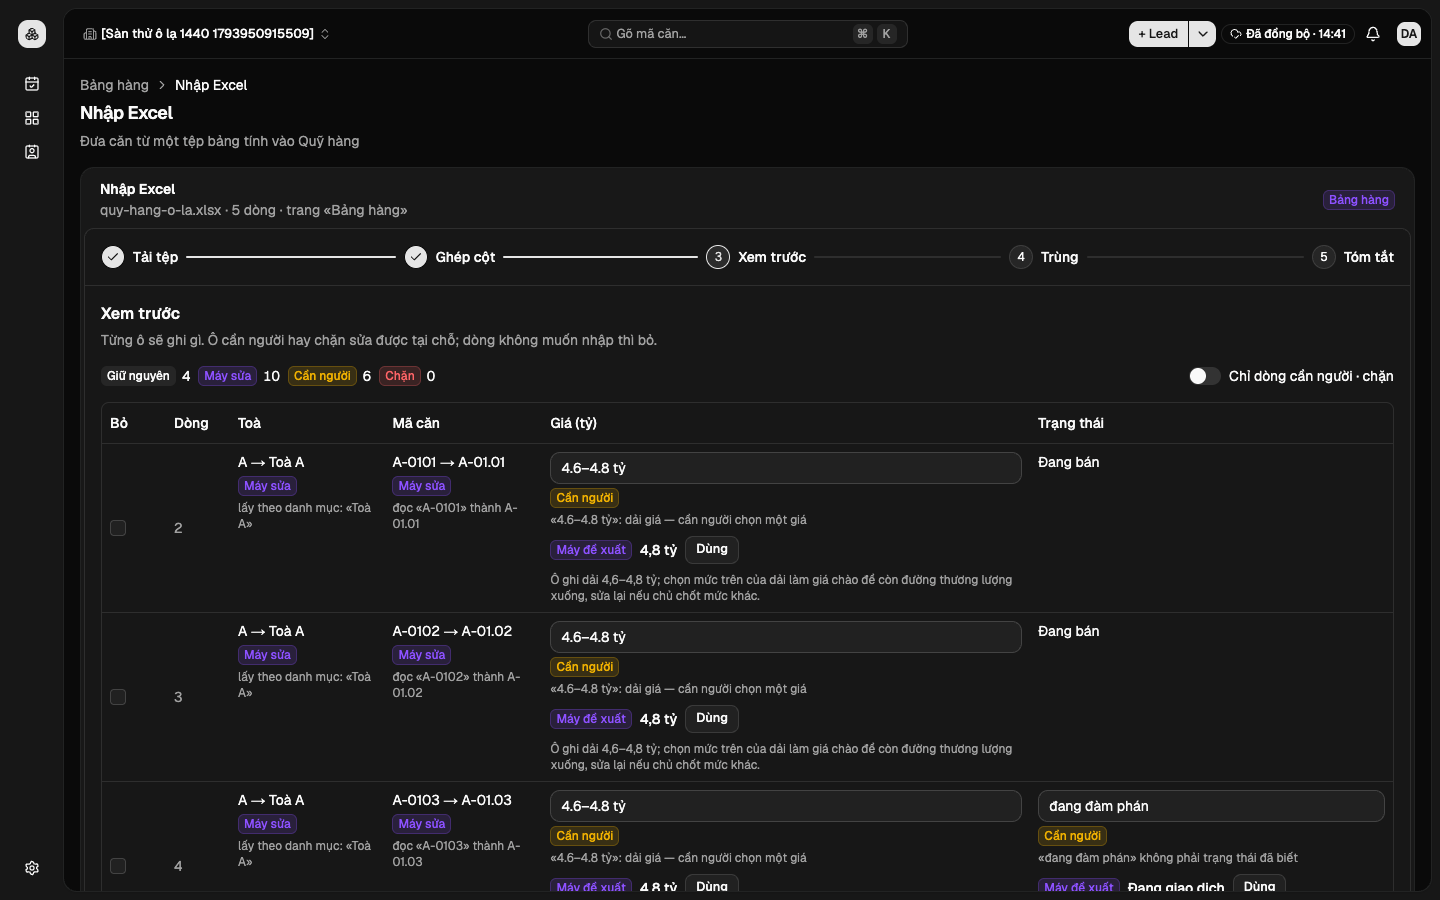 [Sàn thử ô lạ 1440 1793950915509]
Gõ mã căn...
⌘ K
+ Lead
Đã đồng bộ · 14:41
DA
Bảng hàng > Nhập Excel
Nhập Excel
Đưa căn từ một tệp bảng tính vào Quỹ hàng
Nhập Excel
quy-hang-o-la.xlsx · 5 dòng · trang «Bảng hàng»
Bảng hàng
Tải tệp
Ghép cột
3 Xem trước
4 Trùng
5 Tóm tắt
Xem trước
Từng ô sẽ ghi gì. Ô cần người hay chặn sửa được tại chỗ; dòng không muốn nhập thì bỏ.
Giữ nguyên 4 Máy sửa 10 Cần người 6 Chặn 0
Chỉ dòng cần người · chặn
Bỏ Dòng Toà Mã căn Giá (tỷ) Trạng thái
2
A → Toà A
Máy sửa
lấy theo danh mục: «Toà
A»
A-0101 → A-01.01
Máy sửa
đọc «A-0101» thành A-
01.01
4.6–4.8 tỷ
Cần người
«4.6–4.8 tỷ»: dải giá — cần người chọn một giá
Máy đề xuất 4,8 tỷ Dùng
Ô ghi dải 4,6–4,8 tỷ; chọn mức trên của dải làm giá chào để còn đường thương lượng
xuống, sửa lại nếu chủ chốt mức khác.
Đang bán
3
A → Toà A
Máy sửa
lấy theo danh mục: «Toà
A»
A-0102 → A-01.02
Máy sửa
đọc «A-0102» thành A-
01.02
4.6–4.8 tỷ
Cần người
«4.6–4.8 tỷ»: dải giá — cần người chọn một giá
Máy đề xuất 4,8 tỷ Dùng
Ô ghi dải 4,6–4,8 tỷ; chọn mức trên của dải làm giá chào để còn đường thương lượng
xuống, sửa lại nếu chủ chốt mức khác.
Đang bán
4
A → Toà A
Máy sửa
lấy theo danh mục: «Toà
A»
A-0103 → A-01.03
Máy sửa
đọc «A-0103» thành A-
01.03
4.6–4.8 tỷ
Cần người
«4.6–4.8 tỷ»: dải giá — cần người chọn một giá
Máy đề xuất 4,8 tỷ Dùng
đang đàm phán
Cần người
«đang đàm phán» không phải trạng thái đã biết
Máy đề xuất Đang giao dịch Dùng